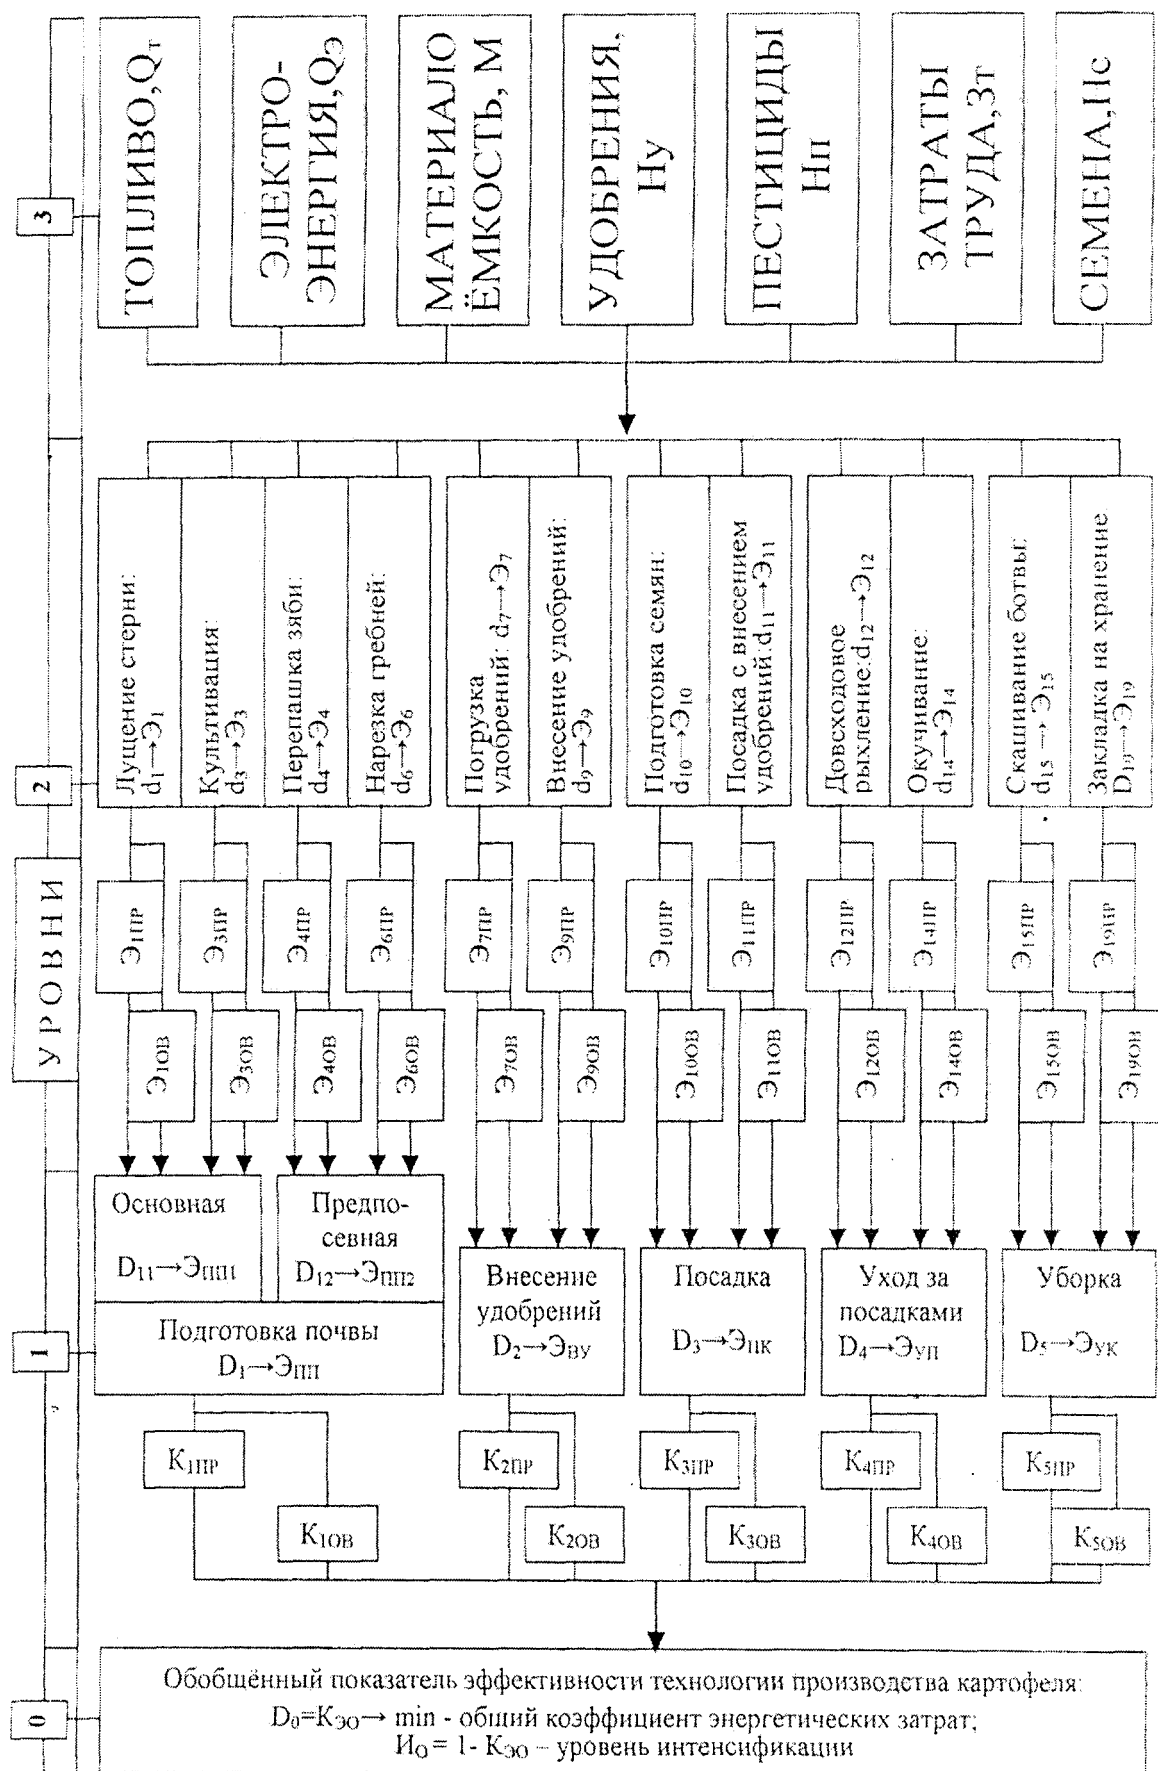 УРОВНИ
3
2
1
0
ТОПЛИВО,Qт
ЭЛЕКТРО-
ЭНЕРГИЯ,QЭ
МАТЕРИАЛО
ЁМКОСТЬ, М
УДОБРЕНИЯ,
Ну
ПЕСТИЦИДЫ
Нп
ЗАТРАТЫ
ТРУДА,Зт
СЕМЕНА,Нс
Лущение стерни:
d1→Э1
Культивация:
d3→Э3
Перепашка зяби:
d4→Э4
Нарезка гребней:
d6→Э6
Погрузка
удобрений: d7→Э7
Внесение удобрений:
d9→Э9
Подготовка семян:
d10→Э10
Посадка с внесением
удобрений:d11→Э11
Довсходовое
рыхление:d12→Э12
Окучивание:
d14→Э14
Скашивание ботвы:
d15→Э15
Закладка на хранение
D19→Э19
Э1ПР
Э3ПР
Э4ПР
Э6ПР
Э7ПР
Э9ПР
Э10ПР
Э11ПР
Э12ПР
Э14ПР
Э15ПР
Э19ПР
Э1ОВ
Э3ОВ
Э4ОВ
Э6ОВ
Э7ОВ
Э9ОВ
Э10ОВ
Э11ОВ
Э12ОВ
Э14ОВ
Э15ОВ
Э19ОВ
Основная
D11→ЭПП1
Предпо-
севная
D12→ЭПП2
Подготовка почвы
D1→ЭПП
Внесение
удобрений
D2→ЭВУ
Посадка
D3→ЭПК
Уход за
посадками
D4→ЭУП
Уборка
D5→ЭУК
К1ПР
К2ПР
К3ПР
К4ПР
К5ПР
К1ОВ
К2ОВ
К3ОВ
К4ОВ
К5ОВ
Обобщённый показатель эффективности технологии производства картофеля:
D0=КЭО→ min - общий коэффициент энергетических затрат;
ИО = 1- КЭО – уровень интенсификации